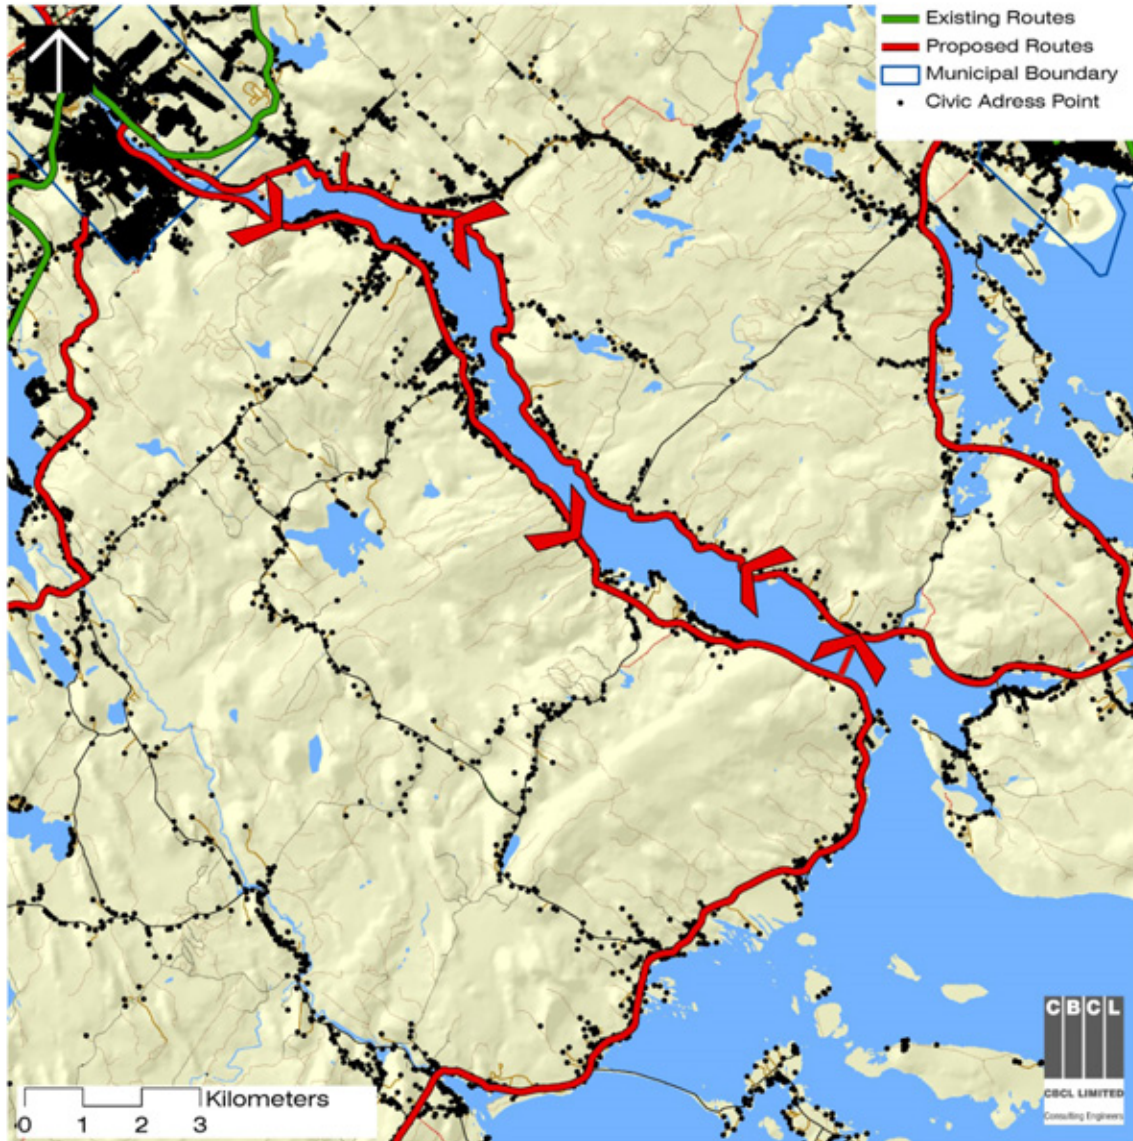 Existing Routes
Proposed Routes
Municipal Boundary
Civic Adress Point
Kilometers
0 1 2 3
CBCL
CBCL LIMITED
Consulting Engineers